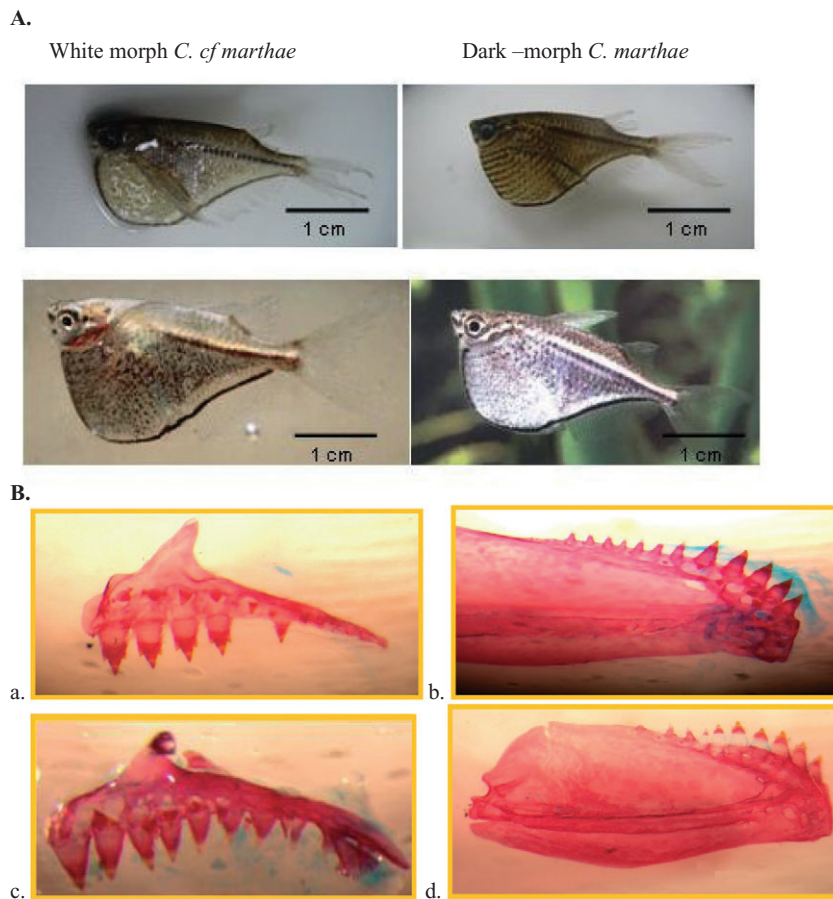 A.
White morph C. cf marthae
Dark –morph C. marthae
1 cm
1 cm
1 cm
1 cm
B.
a.
b.
c.
d.